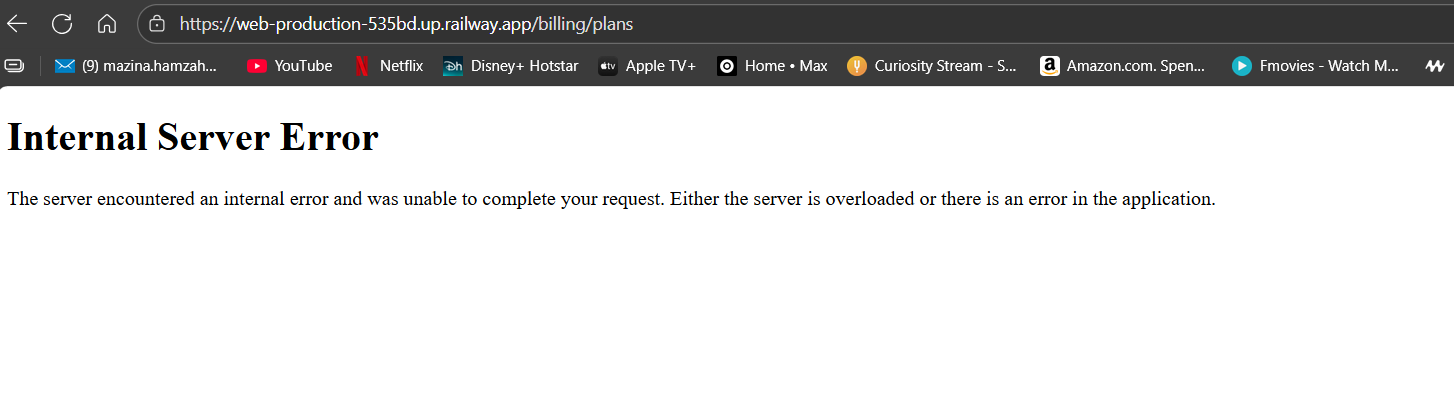 https://web-production-535bd.up.railway.app/billing/plans
(9) mazina.hamzah... YouTube Netflix Disney+ Hotstar Apple TV+ Home • Max Curiosity Stream - S... Amazon.com. Spen... Fmovies - Watch M...
Internal Server Error
The server encountered an internal error and was unable to complete your request. Either the server is overloaded or there is an error in the application.